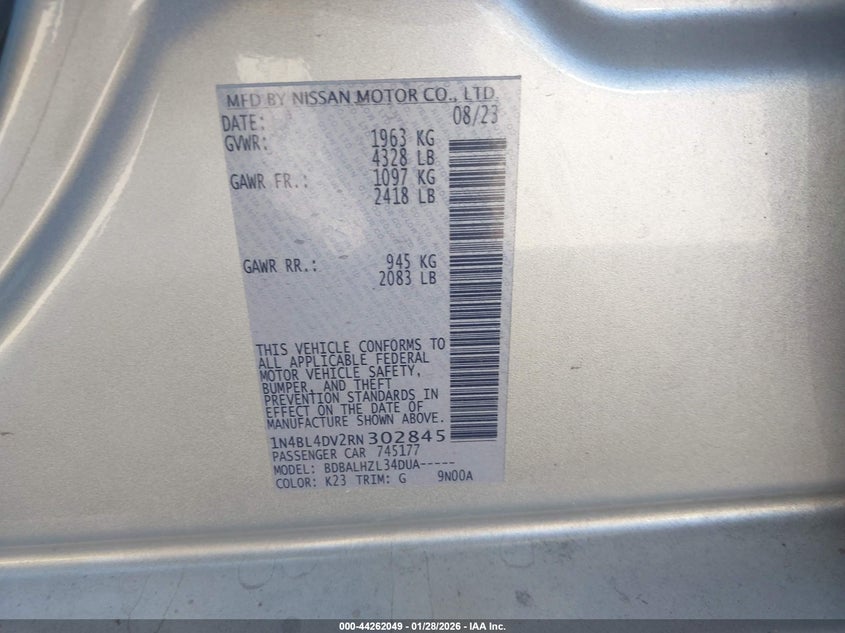 MFD BY NISSAN MOTOR CO., LTD.
DATE: 08/23
GVWR: 1963 KG
4328 LB
GAWR FR.: 1097 KG
2418 LB
GAWR RR.: 945 KG
2083 LB
THIS VEHICLE CONFORMS TO
ALL APPLICABLE FEDERAL
MOTOR VEHICLE SAFETY,
BUMPER, AND THEFT
PREVENTION STANDARDS IN
EFFECT ON THE DATE OF
MANUFACTURE SHOWN ABOVE.
1N4BL4DV2RN302845
PASSENGER CAR 745177
MODEL: BDBALHZL34DUA-----
COLOR: K23 TRIM: G 9N00A
000-44262049 - 01/28/2026 - IAA Inc.